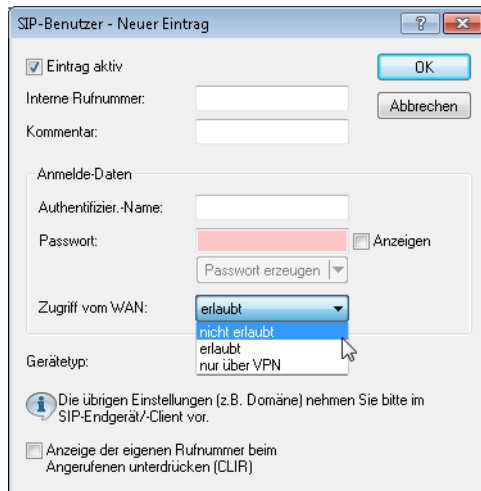 SIP-Benutzer - Neuer Eintrag
Eintrag aktiv
OK
Interne Rufnummer:
Abbrechen
Kommentar:
Anmelde-Daten
Authentifizier.-Name:
Passwort:
Anzeigen
Passwort erzeugen
Zugriff vom WAN:
erlaubt
nicht erlaubt
erlaubt
nur über VPN
Gerätetyp:
Die übrigen Einstellungen (z.B. Domäne) nehmen Sie bitte im
SIP-Endgerät/-Client vor.
Anzeige der eigenen Rufnummer beim
Angerufenen unterdrücken (CLIR)